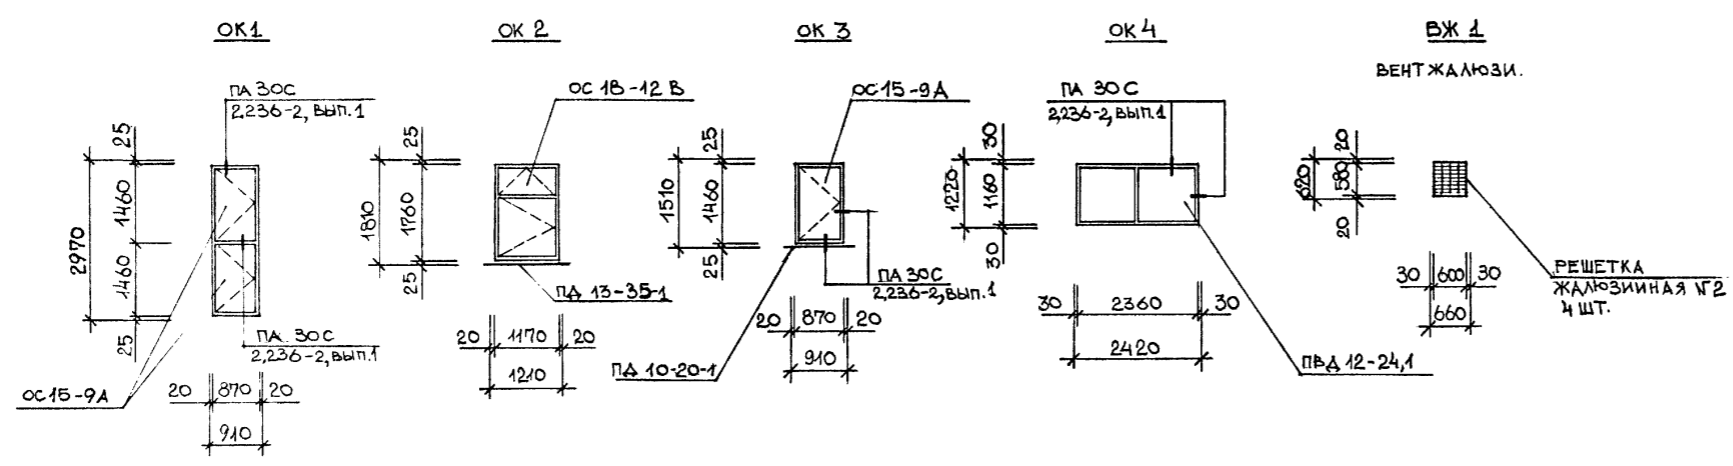 ОК1
ПА 30С
2,236-2, ВЫП.1
25
1460
1460
25
2970
ПА 30С
2,236-2, ВЫП.1
ОС15-9А
20 870 20
910
ОК 2
ОС 18-12 В
25
1760
25
1810
ПД 13-35-1
20 1170 20
1210
ОК 3
ОС15-9А
25
1460
25
1510
ПА 30С
2,236-2, ВЫП.1
ПД 10-20-1
20 870 20
910
ОК 4
ПА 30С
2,236-2, ВЫП.1
30
1160
30
1220
30 2360 30
2420
ПВД 12-24,1
ВЖ 1
ВЕНТ ЖАЛЮЗИ.
20
580
20
620
30 600 30
660
РЕШЕТКА
ЖАЛЮЗИЙНАЯ №2
4 ШТ.